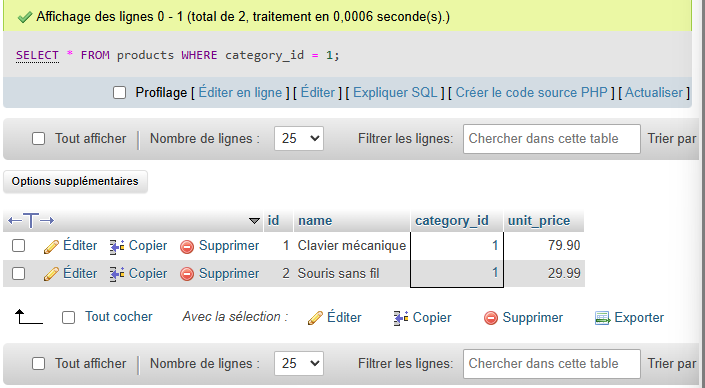 Affichage des lignes 0 - 1 (total de 2, traitement en 0,0006 seconde(s).)
SELECT * FROM products WHERE category_id = 1;
Profilage [ Éditer en ligne ] [ Éditer ] [ Expliquer SQL ] [ Créer le code source PHP ] [ Actualiser ]
Tout afficher Nombre de lignes : 25 Filtrer les lignes: Chercher dans cette table Trier par
Options supplémentaires
←T→ id name category_id unit_price
Éditer Copier Supprimer 1 Clavier mécanique 1 79.90
Éditer Copier Supprimer 2 Souris sans fil 1 29.99
Tout cocher Avec la sélection : Éditer Copier Supprimer Exporter
Tout afficher Nombre de lignes : 25 Filtrer les lignes: Chercher dans cette table Trier par